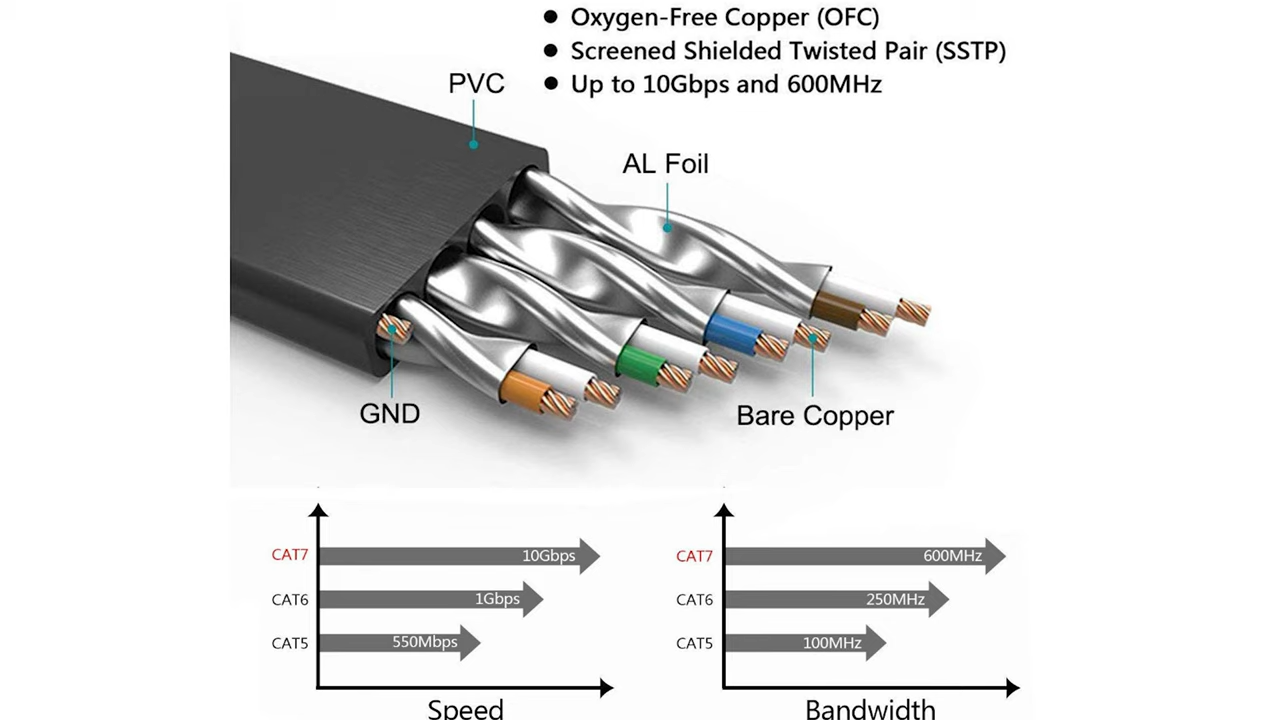 Oxygen-Free Copper (OFC)
Screened Shielded Twisted Pair (SSTP)
Up to 10Gbps and 600MHz
PVC
AL Foil
GND
Bare Copper
CAT7
10Gbps
CAT6
1Gbps
CAT5
550Mbps
Speed
CAT7
600MHz
CAT6
250MHz
CAT5
100MHz
Bandwidth